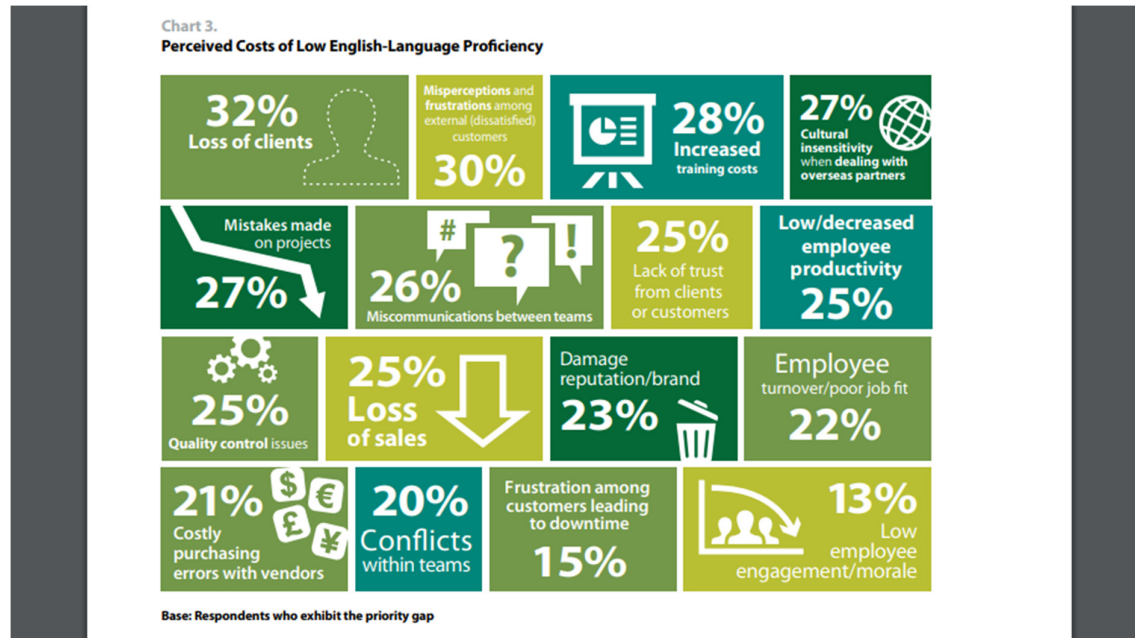 Chart 3.
Perceived Costs of Low English-Language Proficiency
32%
Loss of clients
Misperceptions and
frustrations among
external (dissatisfied)
customers
30%
28%
Increased
training costs
27%
Cultural
insensitivity
when dealing with
overseas partners
Mistakes made
on projects
27%
#
?
!
26%
Miscommunications between teams
25%
Lack of trust
from clients
or customers
Low/decreased
employee
productivity
25%
25%
Quality control issues
25%
Loss
of sales
Damage
reputation/brand
23%
Employee
turnover/poor job fit
22%
21%
$
€
£
¥
Costly
purchasing
errors with vendors
20%
Conflicts
within teams
Frustration among
customers leading
to downtime
15%
13%
Low
employee
engagement/morale
Base: Respondents who exhibit the priority gap